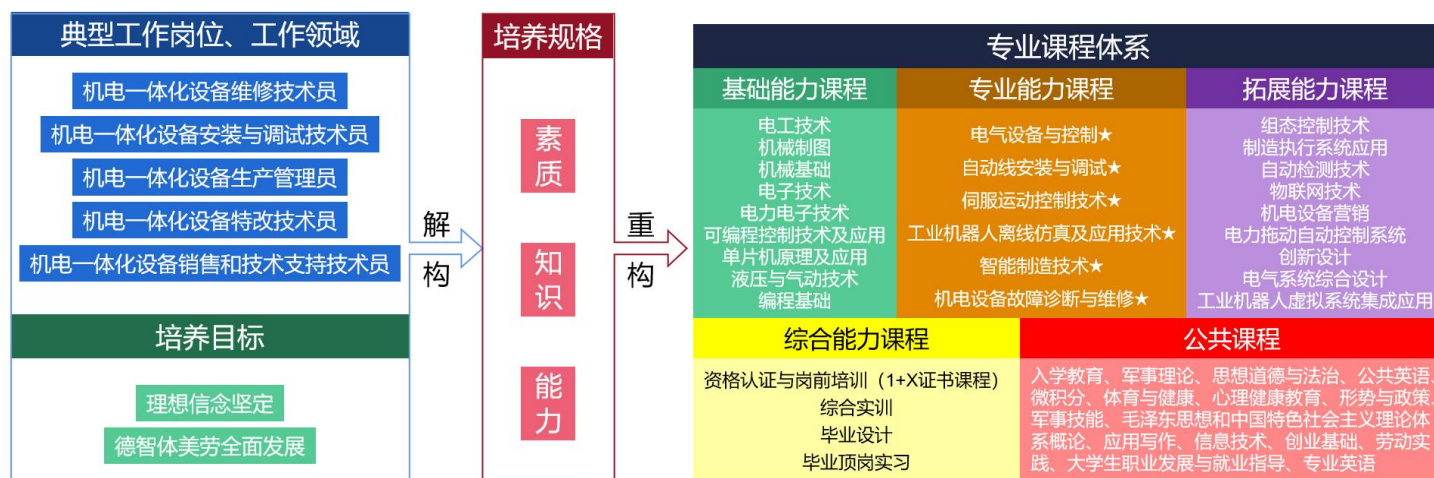 典型工作岗位、工作领域
机电一体化设备维修技术员
机电一体化设备安装与调试技术员
机电一体化设备生产管理员
机电一体化设备特改技术员
机电一体化设备销售和技术支持技术员
培养目标
理想信念坚定
德智体美劳全面发展
解
构
培养规格
素
质
知
识
能
力
重
构
专业课程体系
基础能力课程
电工技术
机械制图
机械基础
电子技术
电力电子技术
可编程控制技术及应用
单片机原理及应用
液压与气动技术
编程基础
专业能力课程
电气设备与控制★
自动线安装与调试★
伺服运动控制技术★
工业机器人离线仿真及应用技术★
智能制造技术★
机电设备故障诊断与维修★
拓展能力课程
组态控制技术
制造执行系统应用
自动检测技术
物联网技术
机电设备营销
电力拖动自动控制系统
创新设计
电气系统综合设计
工业机器人虚拟系统集成应用
综合能力课程
资格认证与岗前培训（1+X证书课程）
综合实训
毕业设计
毕业顶岗实习
公共课程
入学教育、军事理论、思想道德与法治、公共英语、
微积分、体育与健康、心理健康教育、形势与政策、
军事技能、毛泽东思想和中国特色社会主义理论体
系概论、应用写作、信息技术、创业基础、劳动实
践、大学生职业发展与就业指导、专业英语